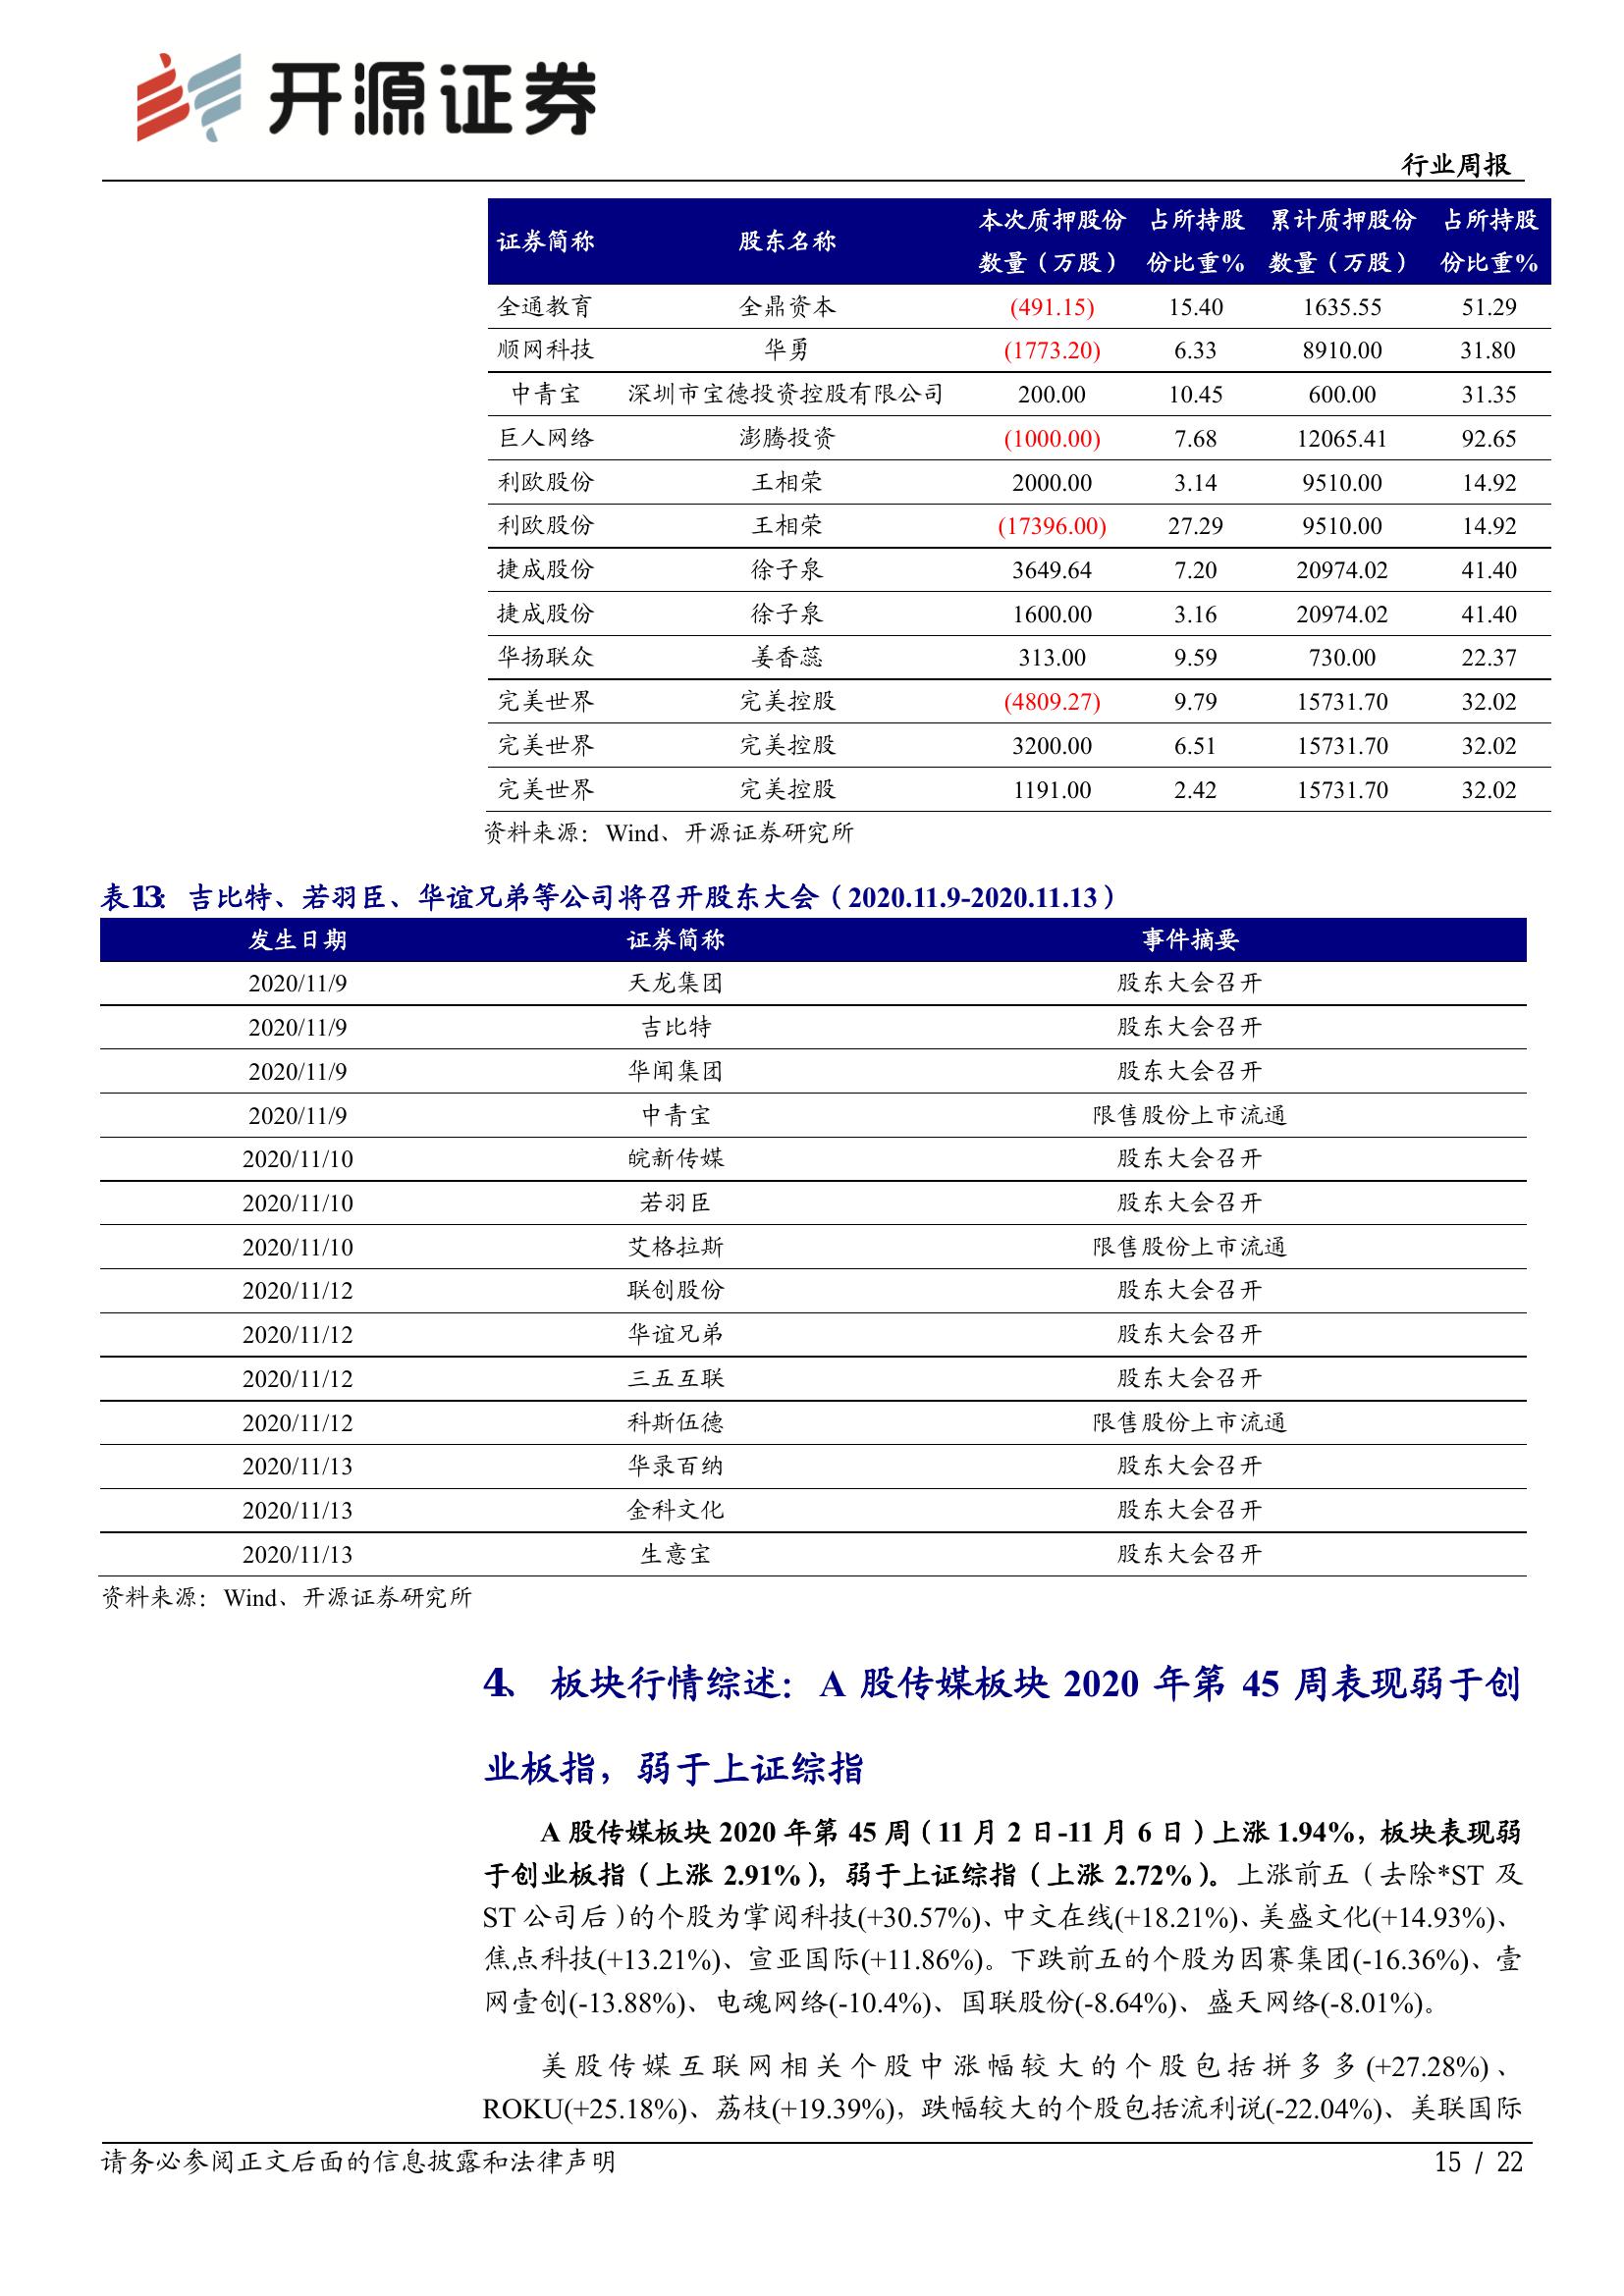 开源证券
行业周报
证券简称 股东名称 本次质押股份数量（万股） 占所持股份比重% 累计质押股份数量（万股） 占所持股份比重%
全通教育 全鼎资本 (491.15) 15.40 1635.55 51.29
顺网科技 华勇 (1773.20) 6.33 8910.00 31.80
中青宝 深圳市宝德投资控股有限公司 200.00 10.45 600.00 31.35
巨人网络 澎腾投资 (1000.00) 7.68 12065.41 92.65
利欧股份 王相荣 2000.00 3.14 9510.00 14.92
利欧股份 王相荣 (17396.00) 27.29 9510.00 14.92
捷成股份 徐子泉 3649.64 7.20 20974.02 41.40
捷成股份 徐子泉 1600.00 3.16 20974.02 41.40
华扬联众 姜香蕊 313.00 9.59 730.00 22.37
完美世界 完美控股 (4809.27) 9.79 15731.70 32.02
完美世界 完美控股 3200.00 6.51 15731.70 32.02
完美世界 完美控股 1191.00 2.42 15731.70 32.02
资料来源：Wind、开源证券研究所
表13：吉比特、若羽臣、华谊兄弟等公司将召开股东大会（2020.11.9-2020.11.13）
发生日期 证券简称 事件摘要
2020/11/9 天龙集团 股东大会召开
2020/11/9 吉比特 股东大会召开
2020/11/9 华闻集团 股东大会召开
2020/11/9 中青宝 限售股份上市流通
2020/11/10 皖新传媒 股东大会召开
2020/11/10 若羽臣 股东大会召开
2020/11/10 艾格拉斯 限售股份上市流通
2020/11/12 联创股份 股东大会召开
2020/11/12 华谊兄弟 股东大会召开
2020/11/12 三五互联 股东大会召开
2020/11/12 科斯伍德 限售股份上市流通
2020/11/13 华录百纳 股东大会召开
2020/11/13 金科文化 股东大会召开
2020/11/13 生意宝 股东大会召开
资料来源：Wind、开源证券研究所
4、 板块行情综述：A 股传媒板块 2020 年第 45 周表现弱于创
业板指，弱于上证综指
A 股传媒板块 2020 年第 45 周（11 月 2 日-11 月 6 日）上涨 1.94%，板块表现弱
于创业板指（上涨 2.91%），弱于上证综指（上涨 2.72%）。上涨前五（去除*ST 及
ST 公司后）的个股为掌阅科技(+30.57%)、中文在线(+18.21%)、美盛文化(+14.93%)、
焦点科技(+13.21%)、宣亚国际(+11.86%)。下跌前五的个股为因赛集团(-16.36%)、壹
网壹创(-13.88%)、电魂网络(-10.4%)、国联股份(-8.64%)、盛天网络(-8.01%)。
美股传媒互联网相关个股中涨幅较大的个股包括拼多多(+27.28%)、
ROKU(+25.18%)、荔枝(+19.39%)，跌幅较大的个股包括流利说(-22.04%)、美联国际
请务必参阅正文后面的信息披露和法律声明
15 / 22